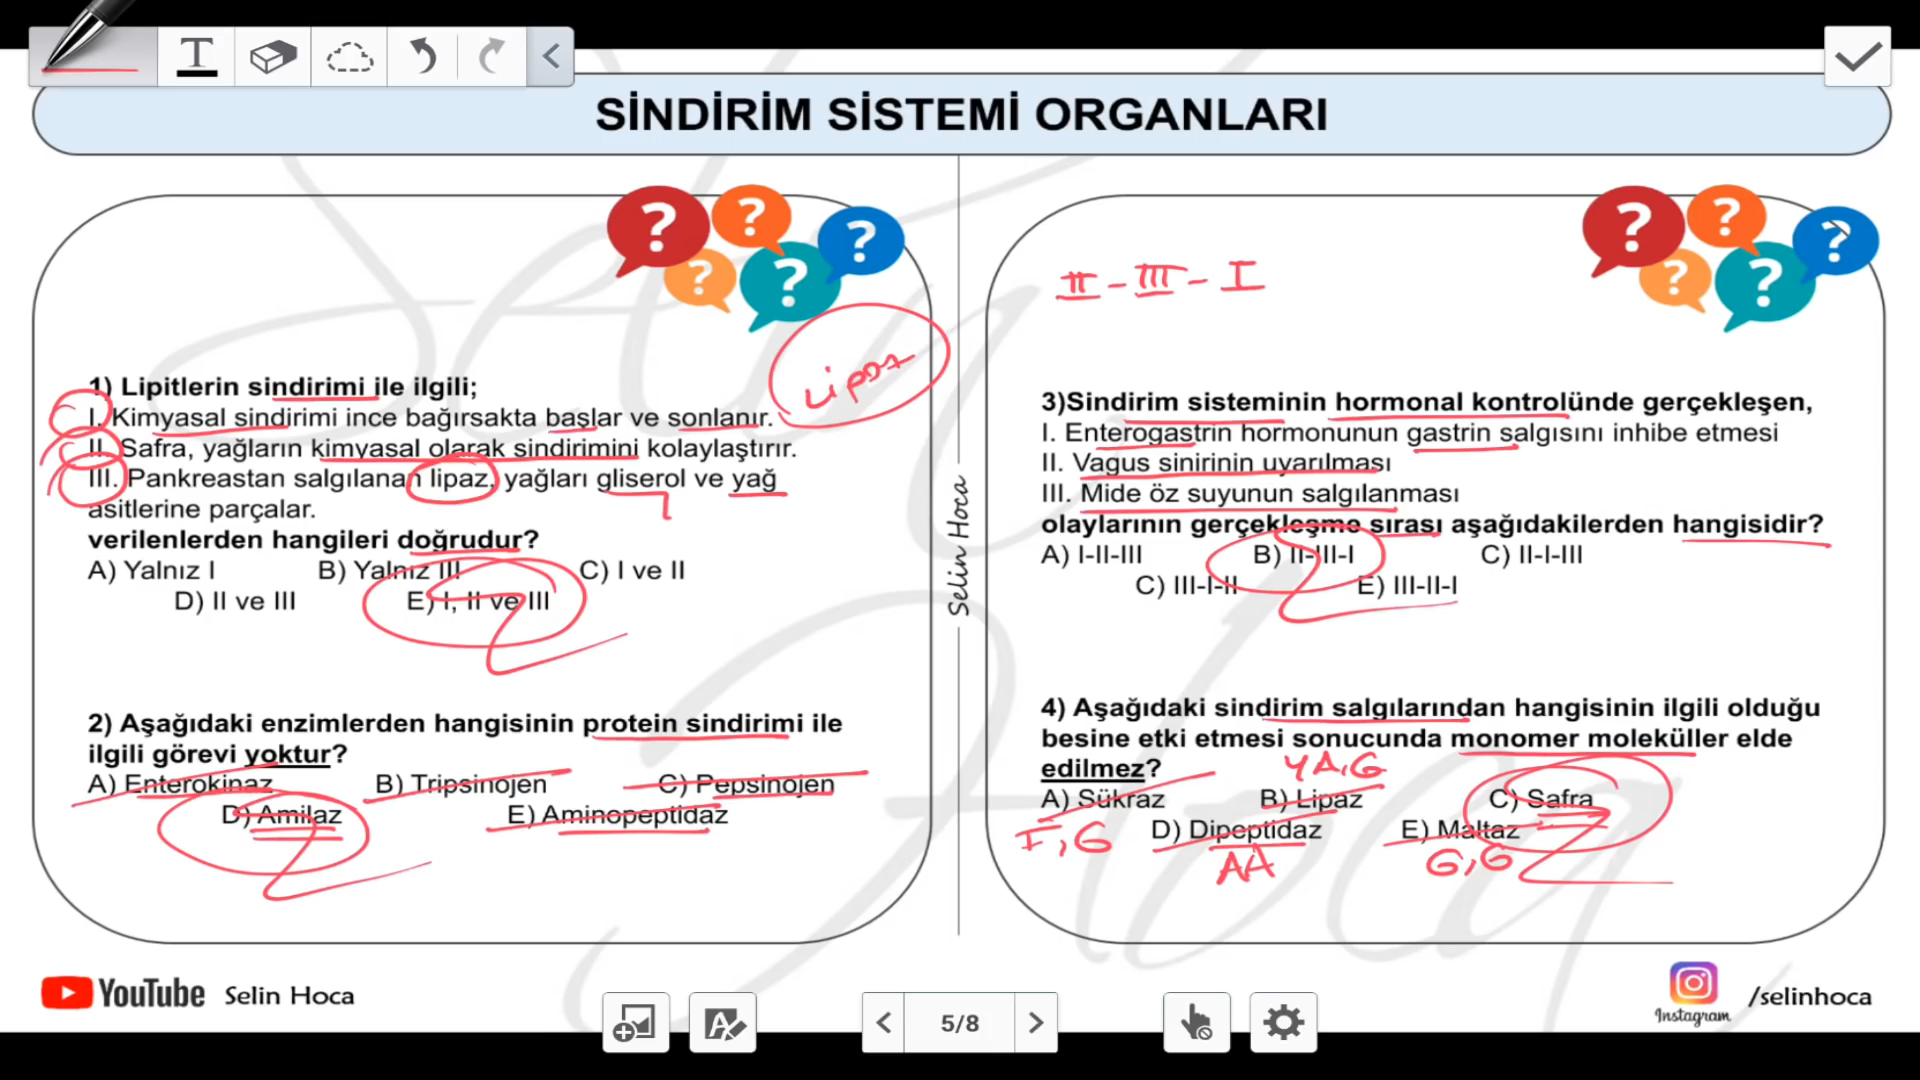 T
SİNDİRİM SİSTEMİ ORGANLARI
? ? ? ? ?
Lipaz
1) Lipitlerin sindirimi ile ilgili;
I. Kimyasal sindirimi ince bağırsakta başlar ve sonlanır.
II. Safra, yağların kimyasal olarak sindirimini kolaylaştırır.
III. Pankreastan salgılanan lipaz, yağları gliserol ve yağ
asitlerine parçalar.
verilenlerden hangileri doğrudur?
A) Yalnız I B) Yalnız III C) I ve II
D) II ve III E) I, II ve III
2) Aşağıdaki enzimlerden hangisinin protein sindirimi ile
ilgili görevi yoktur?
A) Enterokinaz B) Tripsinojen C) Pepsinojen
D) Amilaz E) Aminopeptidaz
Selin Hoca
? ? ? ? ?
II - III - I
3)Sindirim sisteminin hormonal kontrolünde gerçekleşen,
I. Enterogastrin hormonunun gastrin salgısını inhibe etmesi
II. Vagus sinirinin uyarılması
III. Mide öz suyunun salgılanması
olaylarının gerçekleşme sırası aşağıdakilerden hangisidir?
A) I-II-III B) II-III-I C) II-I-III
C) III-I-II E) III-II-I
4) Aşağıdaki sindirim salgılarından hangisinin ilgili olduğu
besine etki etmesi sonucunda monomer moleküller elde
edilmez?
YA, G
A) Sükraz B) Lipaz C) Safra
D) Dipeptidaz E) Maltaz
F, G
AA
G, G
YouTube Selin Hoca
Instagram /selinhoca
A
5/8
Selin Hoca